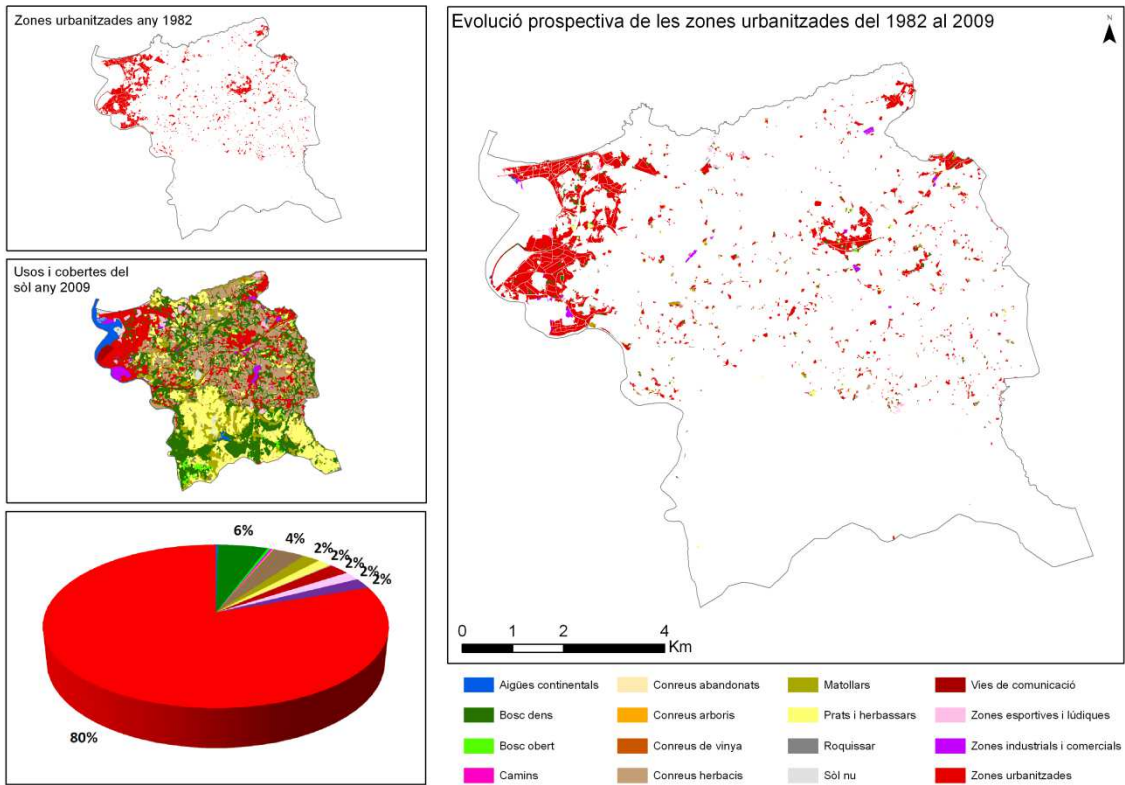 Zones urbanitzades any 1982
Evolució prospectiva de les zones urbanitzades del 1982 al 2009
N
Usos i cobertes del
sòl any 2009
6%
4%
2%
2%
2%
2%
2%
80%
0 1 2 4
Km
Aigües continentals
Bosc dens
Bosc obert
Camins
Conreus abandonats
Conreus arboris
Conreus de vinya
Conreus herbacis
Matollars
Prats i herbassars
Roquissar
Sòl nu
Vies de comunicació
Zones esportives i lúdiques
Zones industrials i comercials
Zones urbanitzades